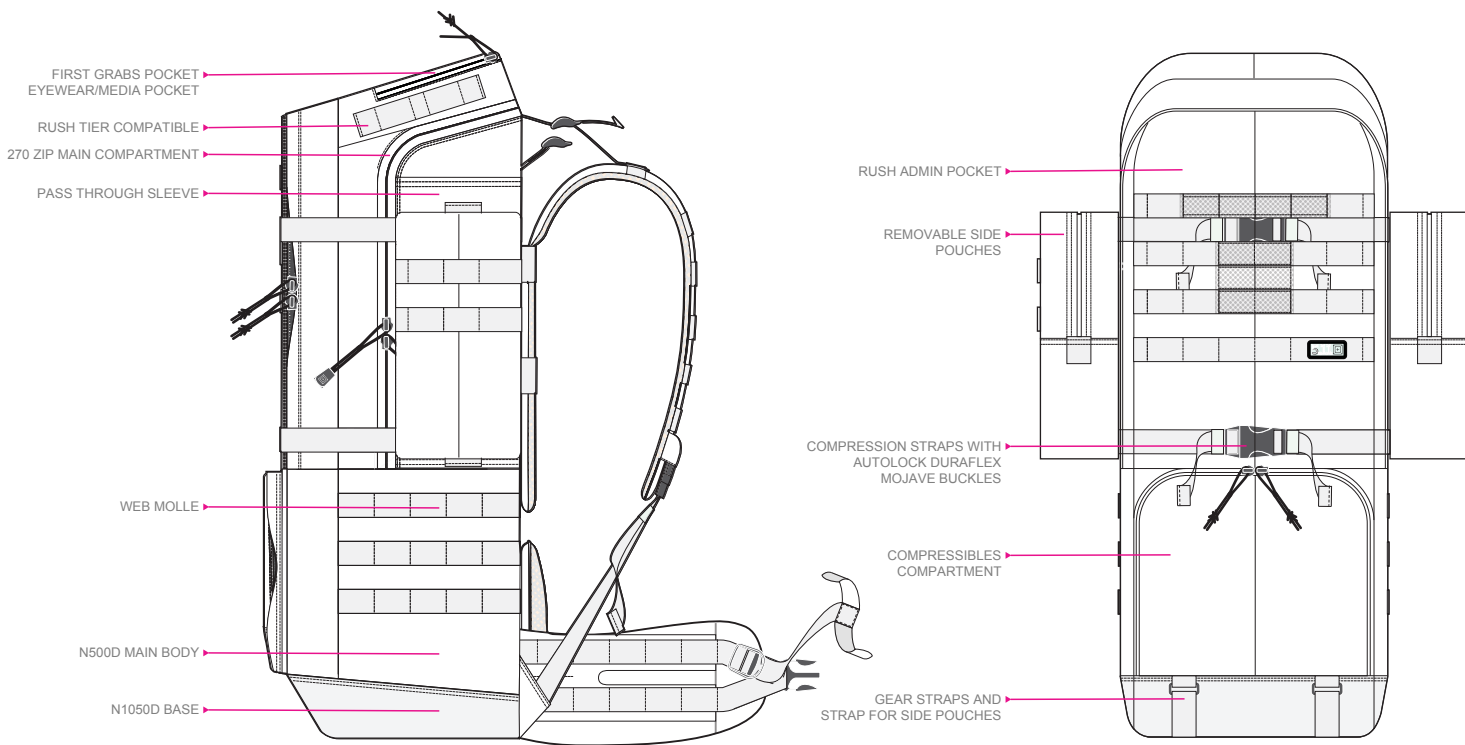 FIRST GRABS POCKET
EYEWEAR/MEDIA POCKET
RUSH TIER COMPATIBLE
270 ZIP MAIN COMPARTMENT
PASS THROUGH SLEEVE
WEB MOLLE
N500D MAIN BODY
N1050D BASE
RUSH ADMIN POCKET
REMOVABLE SIDE
POUCHES
COMPRESSION STRAPS WITH
AUTOLOCK DURAFLEX
MOJAVE BUCKLES
COMPRESSIBLES
COMPARTMENT
GEAR STRAPS AND
STRAP FOR SIDE POUCHES